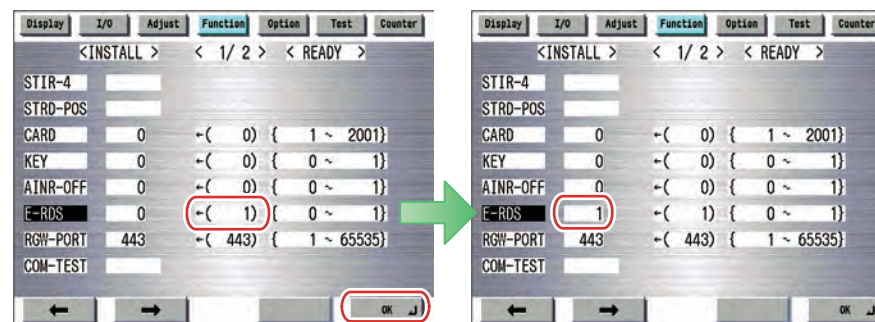 Display I/O Adjust Function Option Test Counter
<INSTALL > < 1/ 2 > < READY >
STIR-4
STRD-POS
CARD 0 ←( 0) { 1 ~ 2001}
KEY 0 ←( 0) { 0 ~ 1}
AINR-OFF 0 ←( 0) { 0 ~ 1}
E-RDS 0 ←( 1) { 0 ~ 1}
RGW-PORT 443 ←( 443) { 1 ~ 65535}
COM-TEST
← → OK ↲
Display I/O Adjust Function Option Test Counter
<INSTALL > < 1/ 2 > < READY >
STIR-4
STRD-POS
CARD 0 ←( 0) { 1 ~ 2001}
KEY 0 ←( 0) { 0 ~ 1}
AINR-OFF 0 ←( 0) { 0 ~ 1}
E-RDS 1 ←( 1) { 0 ~ 1}
RGW-PORT 443 ←( 443) { 1 ~ 65535}
COM-TEST
← → OK ↲